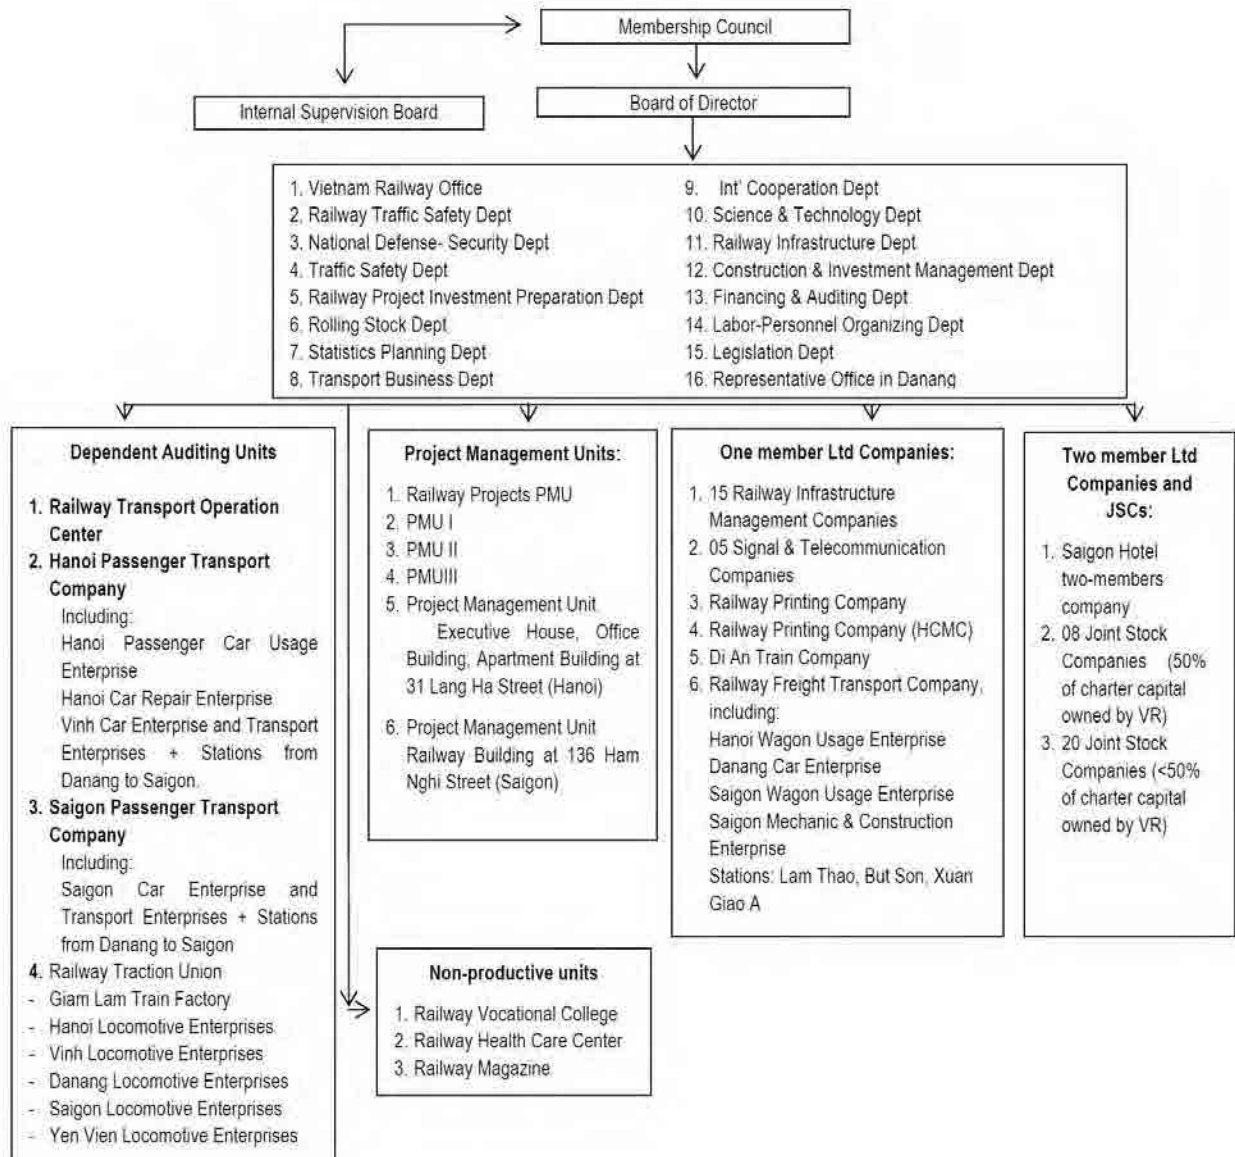 Membership Council
Internal Supervision Board
Board of Director
1. Vietnam Railway Office
2. Railway Traffic Safety Dept
3. National Defense- Security Dept
4. Traffic Safety Dept
5. Railway Project Investment Preparation Dept
6. Rolling Stock Dept
7. Statistics Planning Dept
8. Transport Business Dept
9. Int' Cooperation Dept
10. Science & Technology Dept
11. Railway Infrastructure Dept
12. Construction & Investment Management Dept
13. Financing & Auditing Dept
14. Labor-Personnel Organizing Dept
15. Legislation Dept
16. Representative Office in Danang
Dependent Auditing Units
1. Railway Transport Operation
Center
2. Hanoi Passenger Transport
Company
Including:
Hanoi Passenger Car Usage
Enterprise
Hanoi Car Repair Enterprise
Vinh Car Enterprise and Transport
Enterprises + Stations from
Danang to Saigon.
3. Saigon Passenger Transport
Company
Including:
Saigon Car Enterprise and
Transport Enterprises + Stations
from Danang to Saigon
4. Railway Traction Union
- Giam Lam Train Factory
- Hanoi Locomotive Enterprises
- Vinh Locomotive Enterprises
- Danang Locomotive Enterprises
- Saigon Locomotive Enterprises
- Yen Vien Locomotive Enterprises
Project Management Units:
1. Railway Projects PMU
2. PMU I
3. PMU II
4. PMUIII
5. Project Management Unit
Executive House, Office
Building, Apartment Building at
31 Lang Ha Street (Hanoi)
6. Project Management Unit
Railway Building at 136 Ham
Nghi Street (Saigon)
Non-productive units
1. Railway Vocational College
2. Railway Health Care Center
3. Railway Magazine
One member Ltd Companies:
1. 15 Railway Infrastructure
Management Companies
2. 05 Signal & Telecommunication
Companies
3. Railway Printing Company
4. Railway Printing Company (HCMC)
5. Di An Train Company
6. Railway Freight Transport Company,
including:
Hanoi Wagon Usage Enterprise
Danang Car Enterprise
Saigon Wagon Usage Enterprise
Saigon Mechanic & Construction
Enterprise
Stations: Lam Thao, But Son, Xuan
Giao A
Two member Ltd
Companies and
JSCs:
1. Saigon Hotel
two-members
company
2. 08 Joint Stock
Companies (50%
of charter capital
owned by VR)
3. 20 Joint Stock
Companies (<50%
of charter capital
owned by VR)